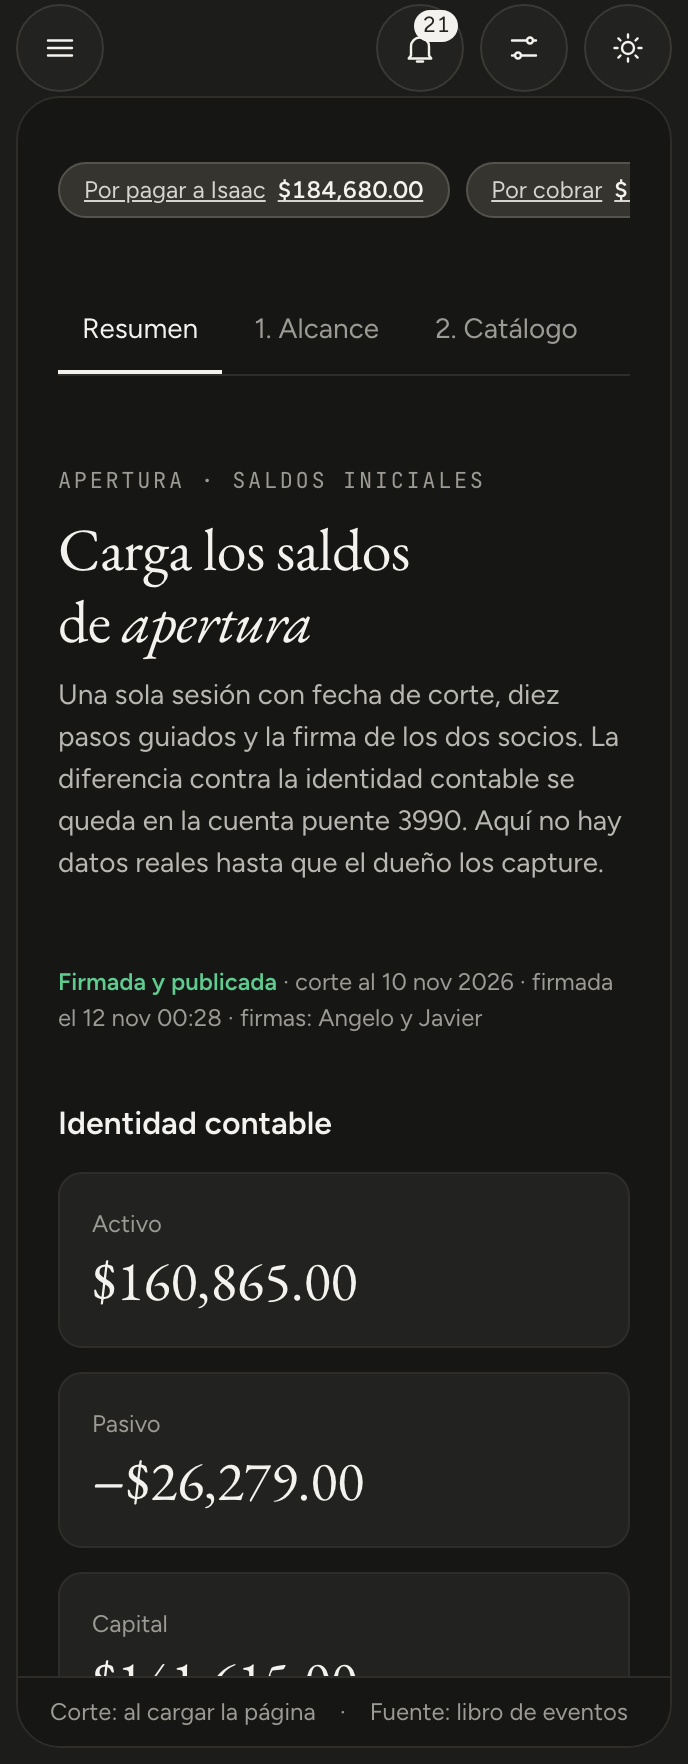 21
Por pagar a Isaac $184,680.00
Por cobrar $
Resumen
1. Alcance
2. Catálogo
APERTURA · SALDOS INICIALES
Carga los saldos
de apertura
Una sola sesión con fecha de corte, diez
pasos guiados y la firma de los dos socios. La
diferencia contra la identidad contable se
queda en la cuenta puente 3990. Aquí no hay
datos reales hasta que el dueño los capture.
Firmada y publicada · corte al 10 nov 2026 · firmada
el 12 nov 00:28 · firmas: Angelo y Javier
Identidad contable
Activo
$160,865.00
Pasivo
−$26,279.00
Capital
Corte: al cargar la página · Fuente: libro de eventos